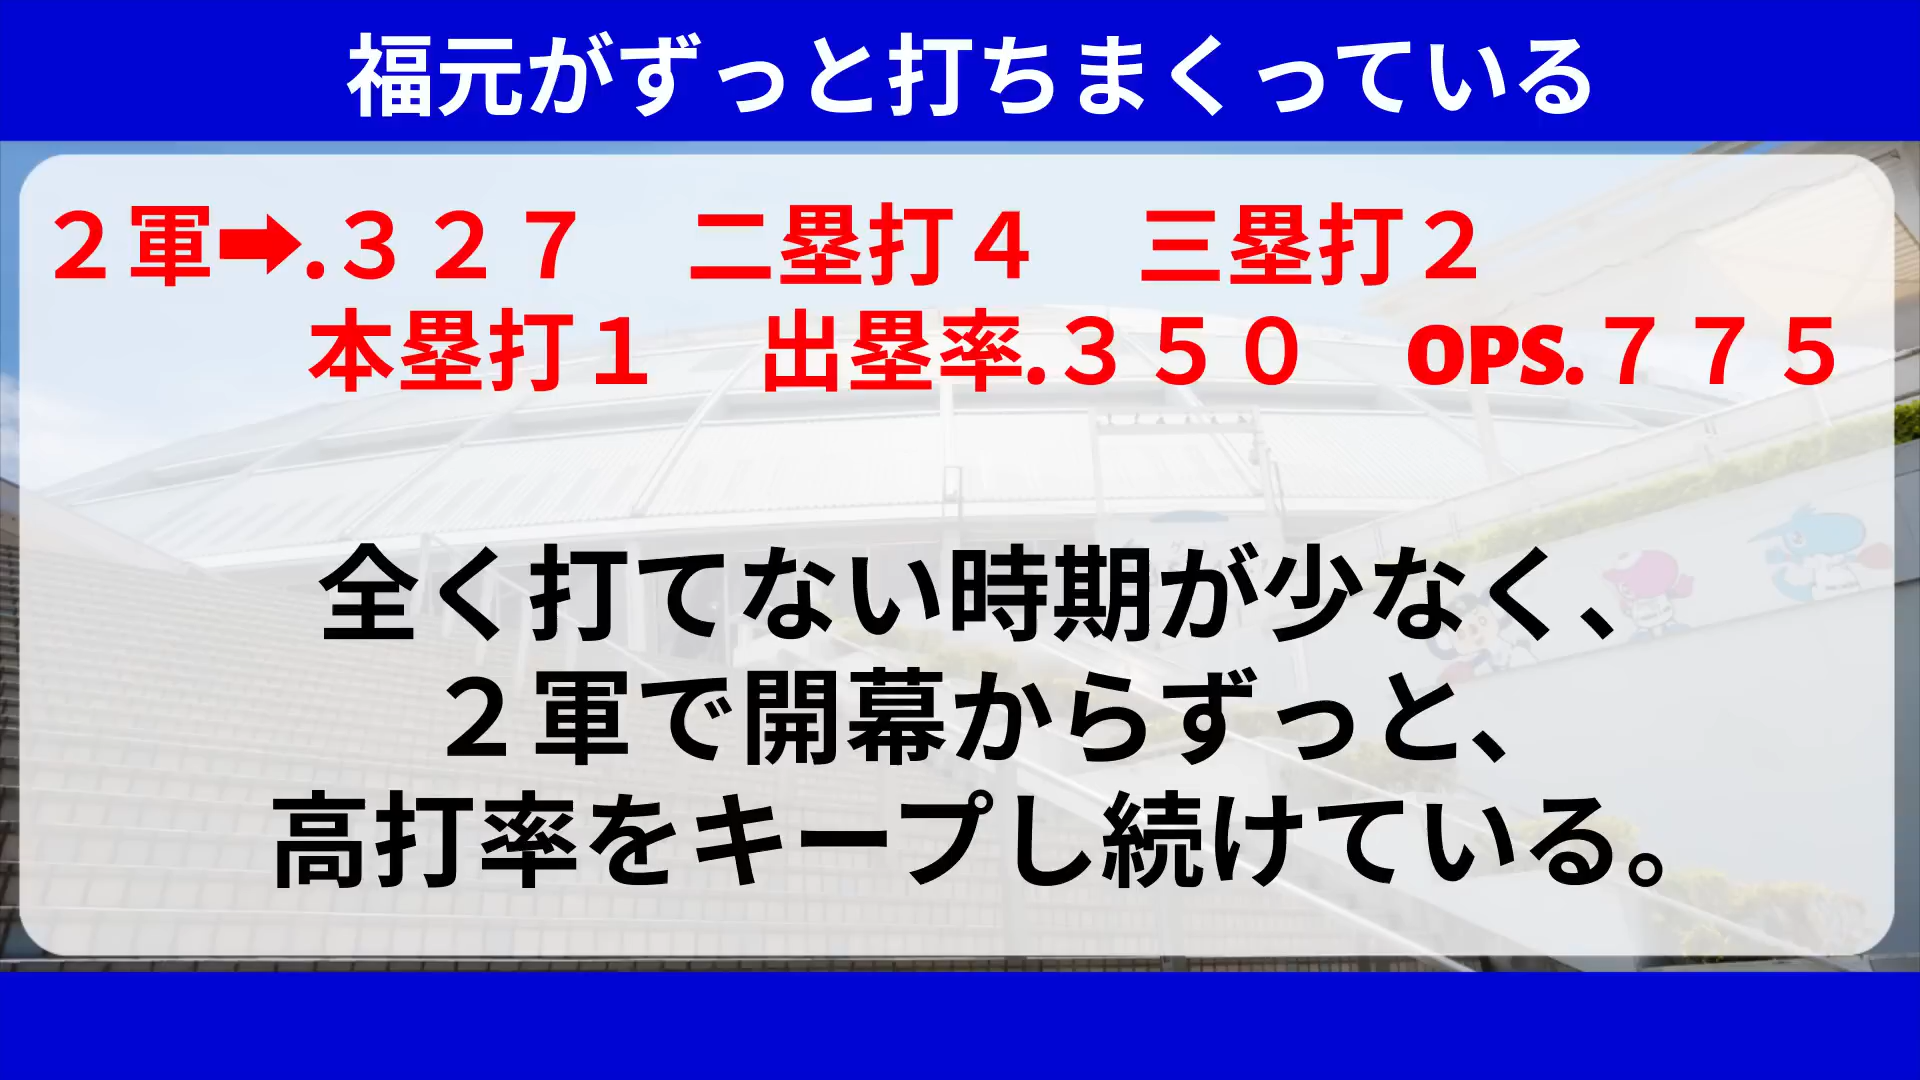 福元がずっと打ちまくっている
２軍➡.３２７　二塁打４　三塁打２
本塁打１　出塁率.３５０　OPS.７７５
全く打てない時期が少なく、
２軍で開幕からずっと、
高打率をキープし続けている。